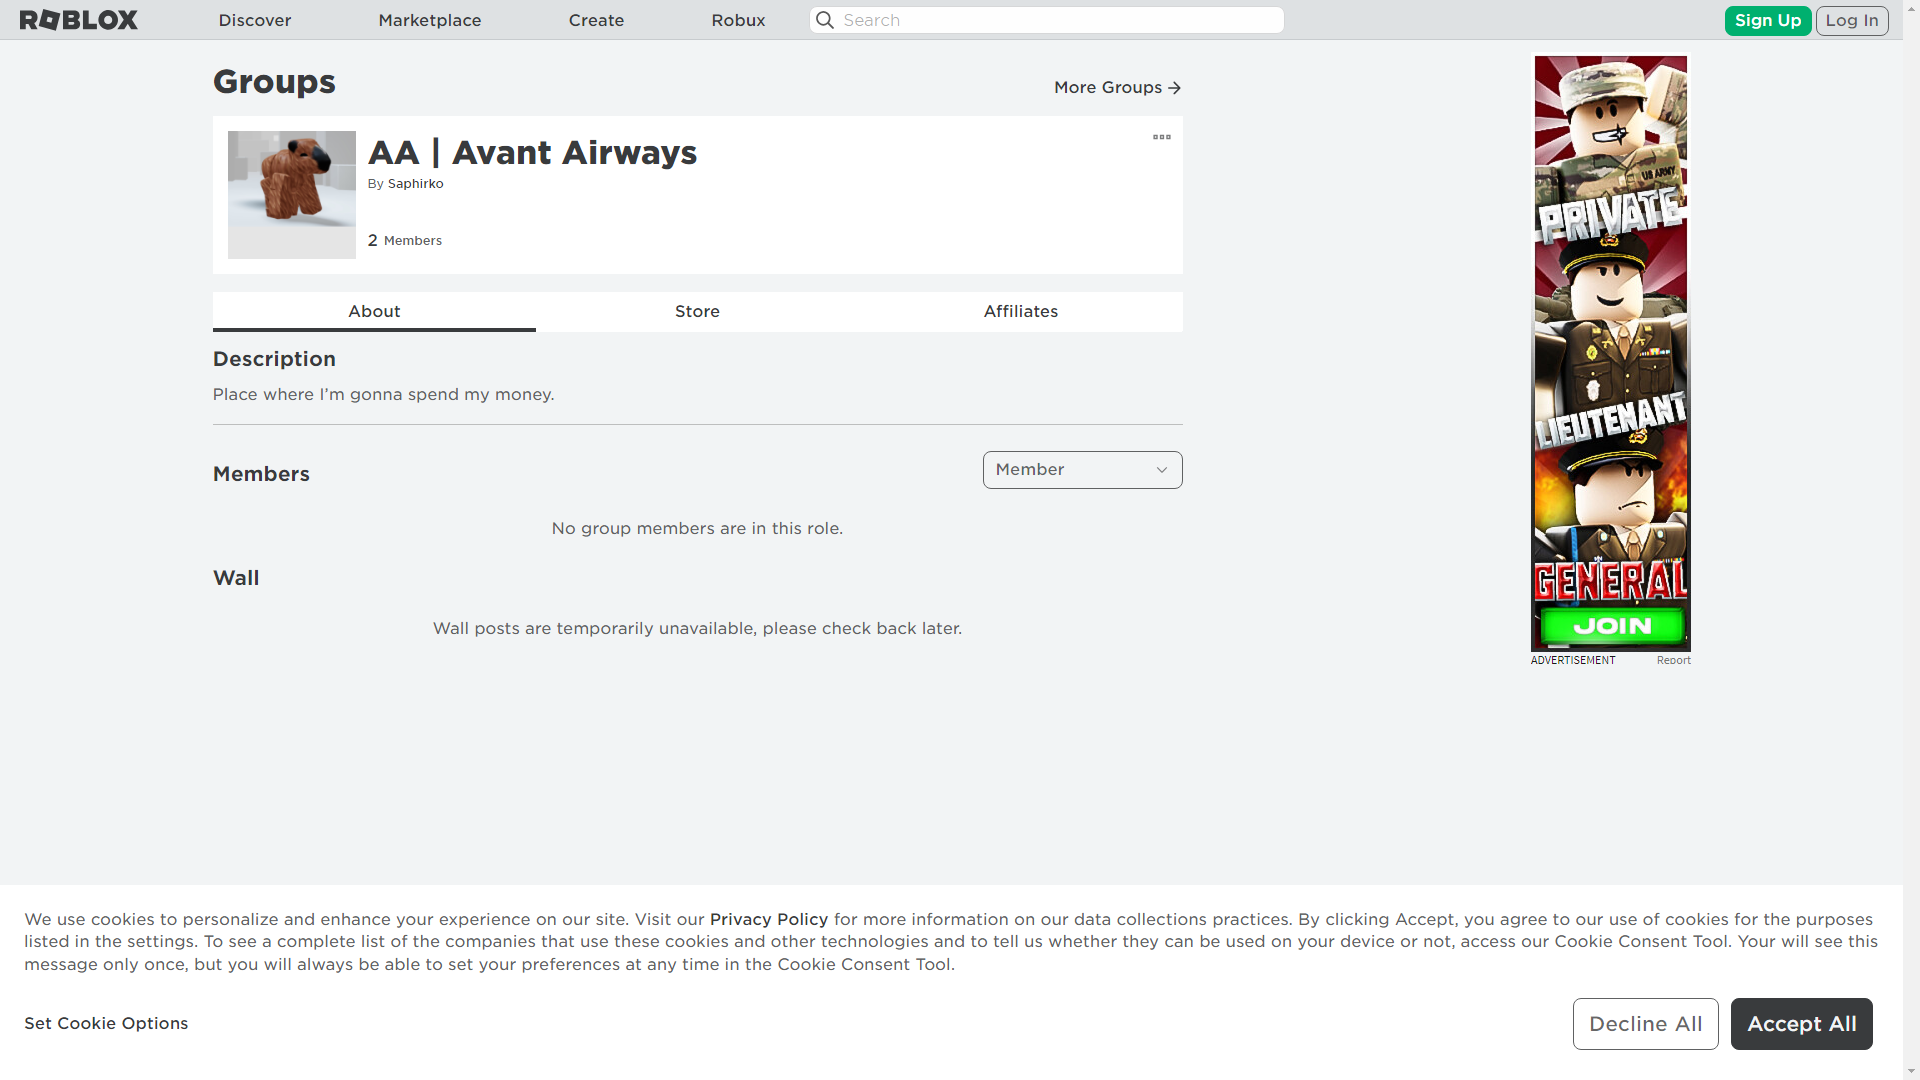 ROBLOX
Discover
Marketplace
Create
Robux
Search
Sign Up
Log In
Groups
More Groups
AA | Avant Airways
By Saphirko
2 Members
About
Store
Affiliates
Description
Place where I'm gonna spend my money.
Members
Member
No group members are in this role.
Wall
Wall posts are temporarily unavailable, please check back later.
US ARMY
PRIVATE
LIEUTENANT
GENERAL
JOIN
ADVERTISEMENT
Report
We use cookies to personalize and enhance your experience on our site. Visit our Privacy Policy for more information on our data collections practices. By clicking Accept, you agree to our use of cookies for the purposes
listed in the settings. To see a complete list of the companies that use these cookies and other technologies and to tell us whether they can be used on your device or not, access our Cookie Consent Tool. Your will see this
message only once, but you will always be able to set your preferences at any time in the Cookie Consent Tool.
Set Cookie Options
Decline All
Accept All